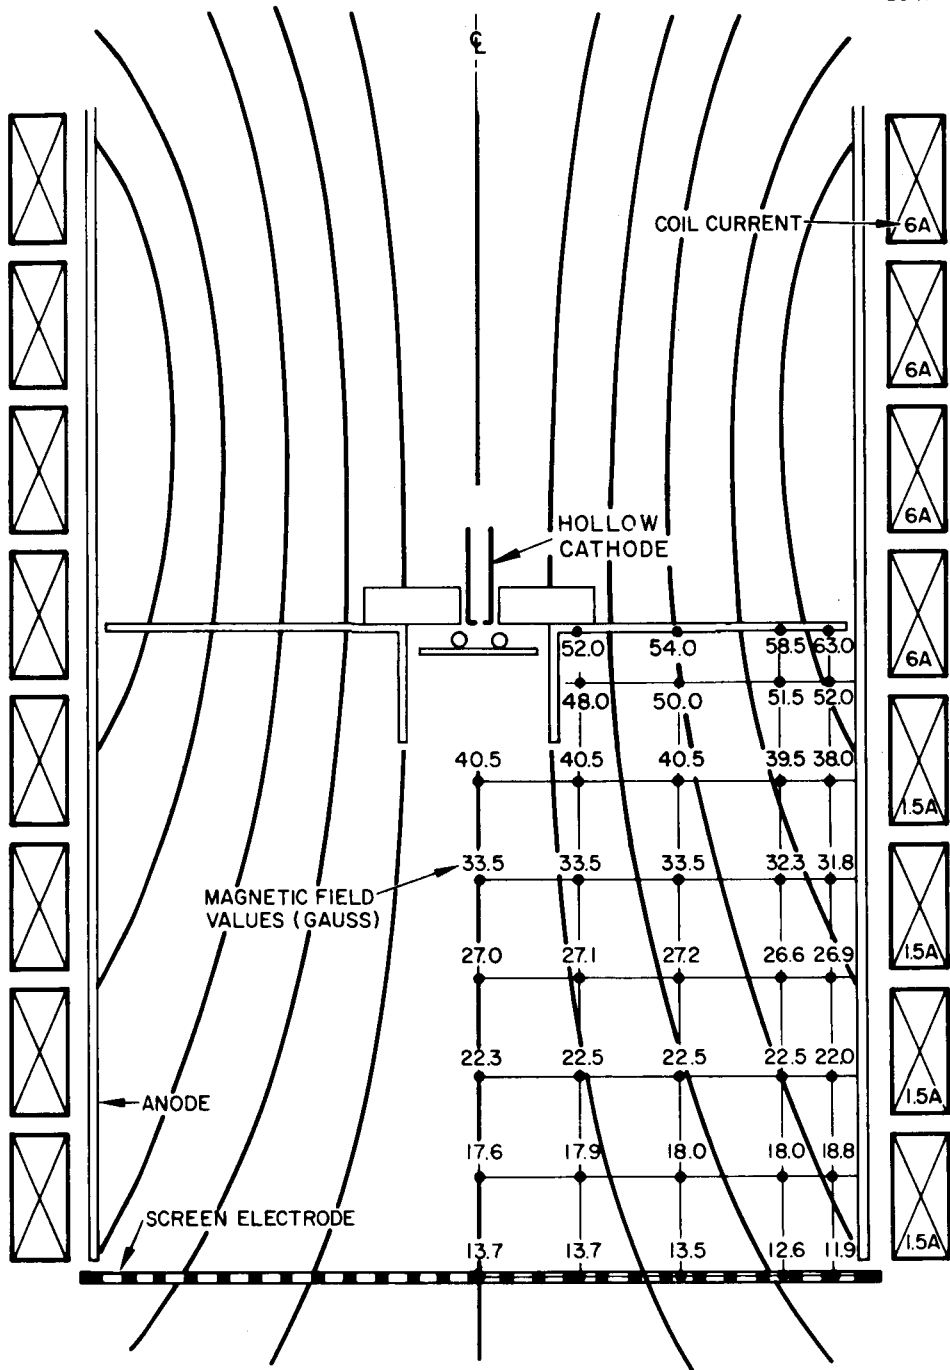 ℄
COIL CURRENT
6A
6A
HOLLOW
CATHODE
6A
52.0 54.0 58.5 63.0
6A
48.0 50.0 51.5 52.0
40.5 40.5 40.5 39.5 38.0
1.5A
33.5 33.5 33.5 32.3 31.8
MAGNETIC FIELD
VALUES (GAUSS)
27.0 27.1 27.2 26.6 26.9
1.5A
22.3 22.5 22.5 22.5 22.0
ANODE
1.5A
17.6 17.9 18.0 18.0 18.8
SCREEN ELECTRODE
13.7 13.7 13.5 12.6 11.9
1.5A